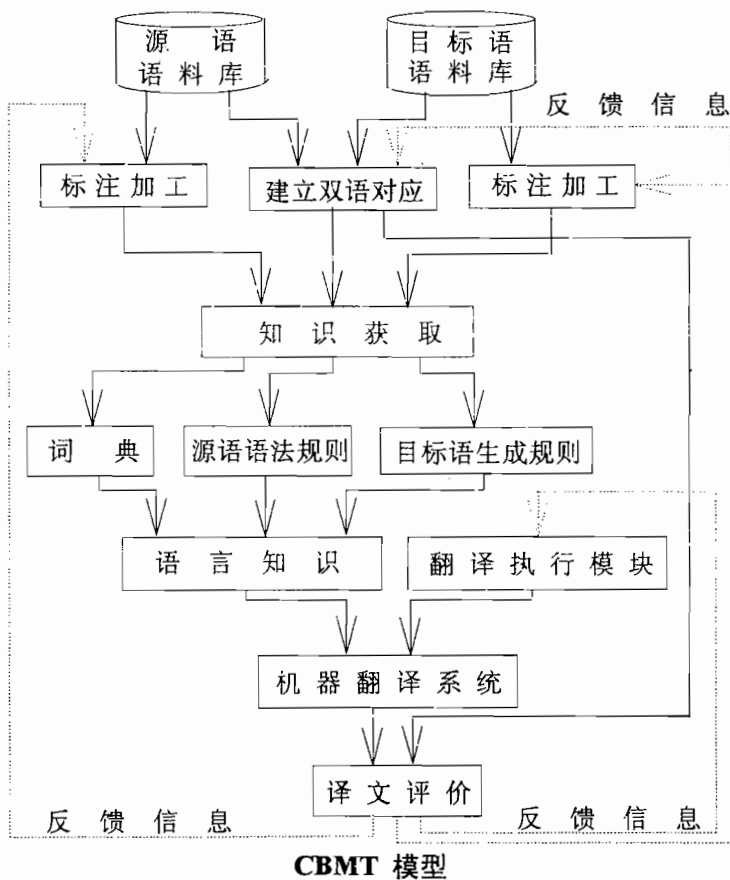 源语
语料库
目标语
语料库
反馈信息
标注加工
建立双语对应
标注加工
知识获取
词典
源语语法规则
目标语生成规则
语言知识
翻译执行模块
机器翻译系统
译文评价
反馈信息
反馈信息
CBMT 模型